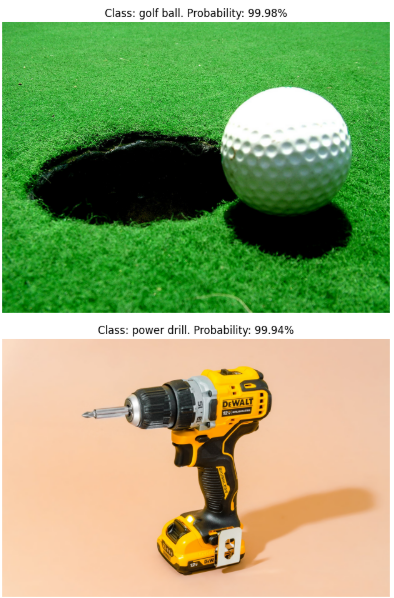 Class: golf ball. Probability: 99.98%
Class: power drill. Probability: 99.94%
DEWALT